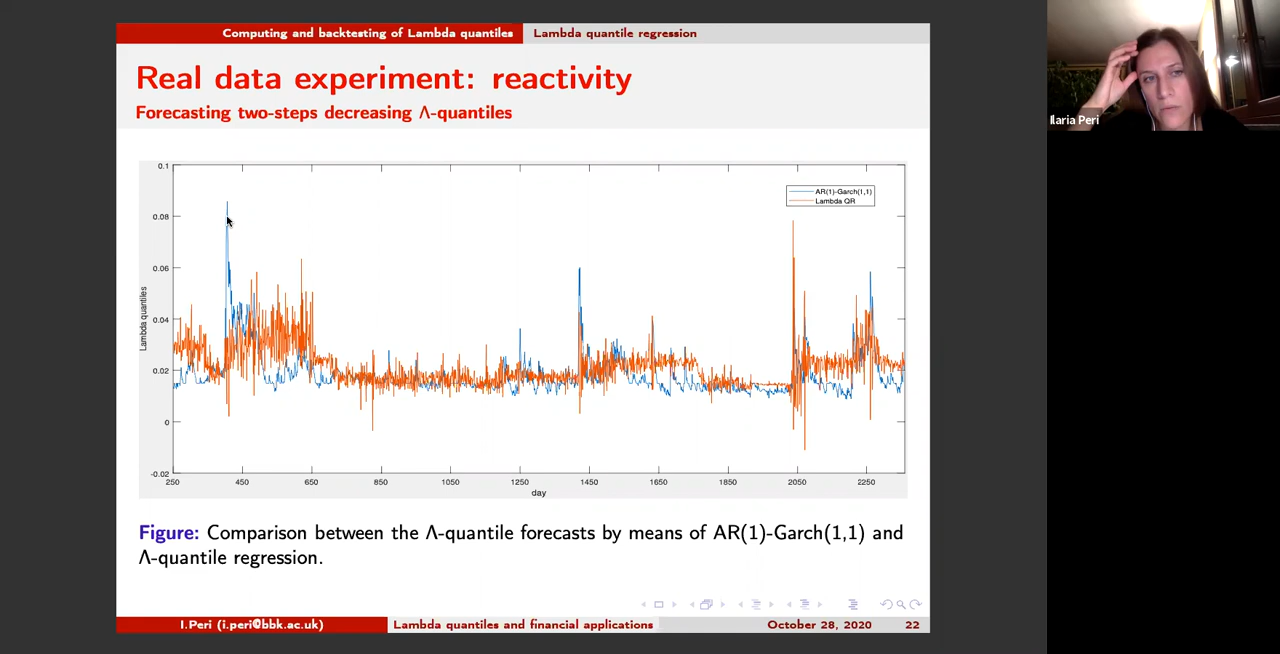 Computing and backtesting of Lambda quantiles
Lambda quantile regression
Real data experiment: reactivity
Forecasting two-steps decreasing Λ-quantiles
Ilaria Peri
0.1
0.08
0.06
0.04
0.02
0
-0.02
Lambda quantiles
AR(1)-Garch(1,1)
Lambda QR
250 450 650 850 1050 1250 1450 1650 1850 2050 2250
day
Figure: Comparison between the Λ-quantile forecasts by means of AR(1)-Garch(1,1) and
Λ-quantile regression.
I.Peri (i.peri@bbk.ac.uk)
Lambda quantiles and financial applications
October 28, 2020
22